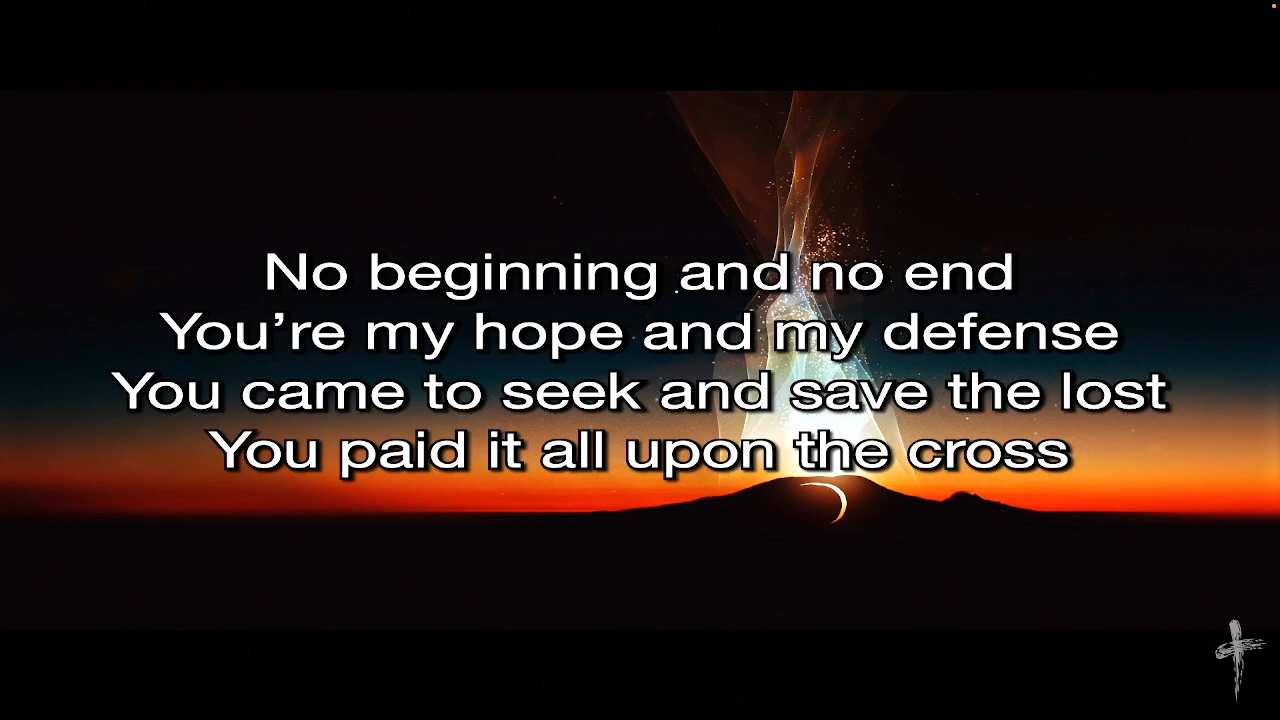 No beginning and no end
You’re my hope and my defense
You came to seek and save the lost
You paid it all upon the cross